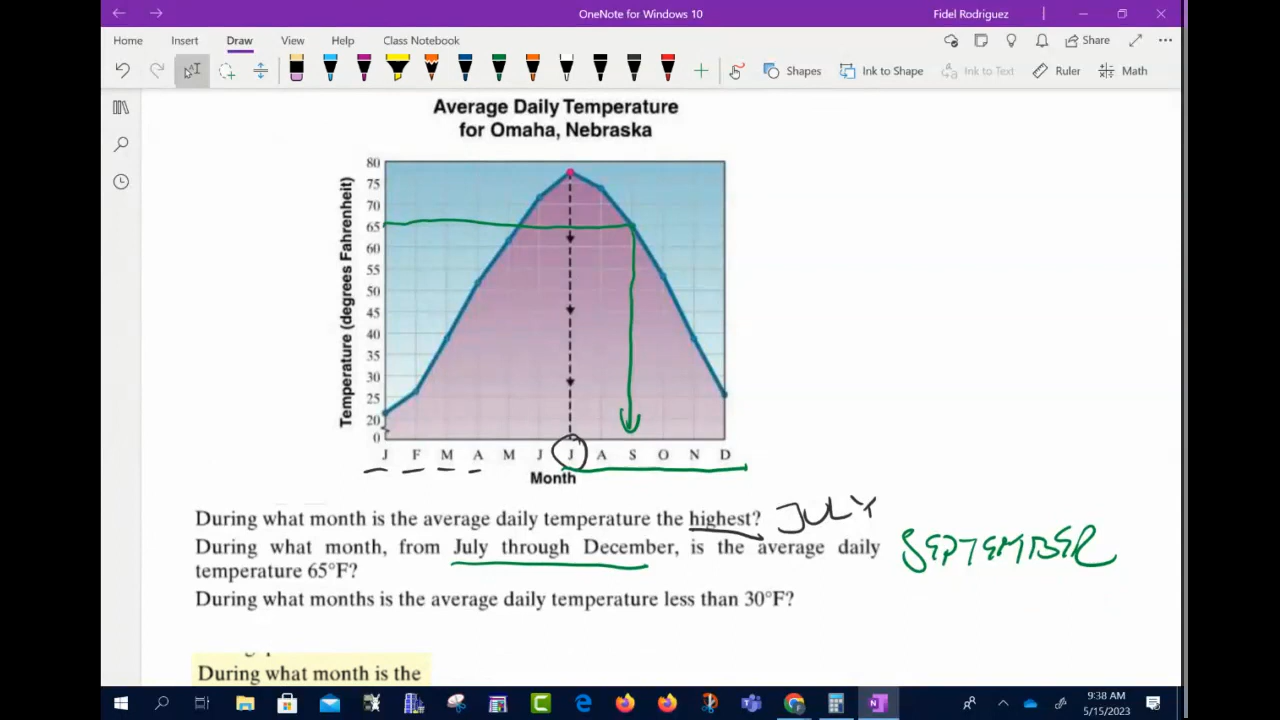 OneNote for Windows 10
Fidel Rodriguez
Home Insert Draw View Help Class Notebook
Share
Shapes Ink to Shape Ink to Text Ruler Math
Average Daily Temperature
for Omaha, Nebraska
Temperature (degrees Fahrenheit)
80
75
70
65
60
55
50
45
40
35
30
25
20
0
J F M A M J J A S O N D
Month
During what month is the average daily temperature the highest? JULY
During what month, from July through December, is the average daily SEPTEMBER
temperature 65°F?
During what months is the average daily temperature less than 30°F?
During what month is the
9:38 AM
5/15/2023